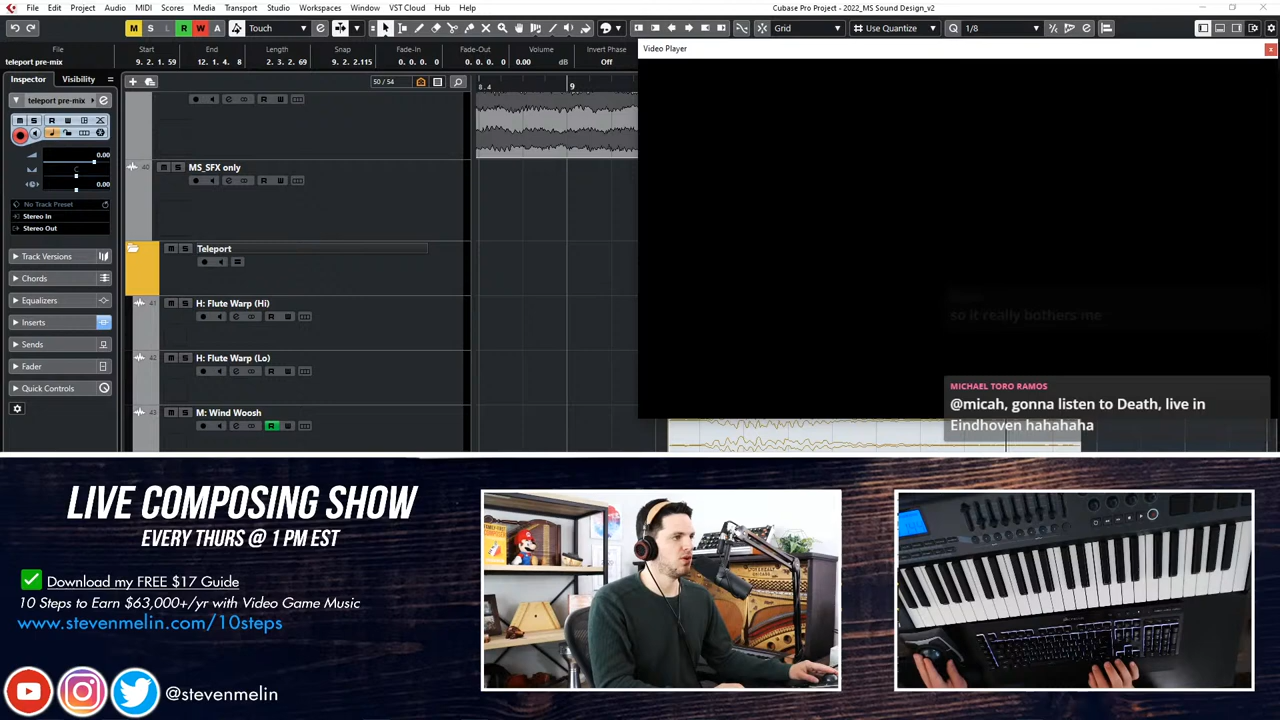 File Edit Project Audio MIDI Scores Media Transport Studio Workspaces Window VST Cloud Hub Help
Cubase Pro Project - 2022_MS Sound Design_v2
M S L R W A Touch Grid Use Quantize 1/8
File Start End Length Snap Fade-In Fade-Out Volume Invert Phase
teleport pre-mix 9. 2. 1. 59 12. 1. 4. 8 2. 3. 2. 69 9. 2. 2.115 0. 0. 0. 0 0. 0. 0. 0 0.00 dB Off
Video Player
Inspector Visibility
50 / 54
8.4 9
teleport pre-mix
M S R W
0.00
C
0.00
No Track Preset
Stereo In
Stereo Out
Track Versions
Chords
Equalizers
Inserts
Sends
Fader
Quick Controls
40 M S MS_SFX only
M S Teleport
41 M S H: Flute Warp (Hi)
42 M S H: Flute Warp (Lo)
43 M S M: Wind Woosh
so it really bothers me
MICHAEL TORO RAMOS
@micah, gonna listen to Death, live in
Eindhoven hahahaha
LIVE COMPOSING SHOW
EVERY THURS @ 1 PM EST
Download my FREE $17 Guide
10 Steps to Earn $63,000+/yr with Video Game Music
www.stevenmelin.com/10steps
@stevenmelin